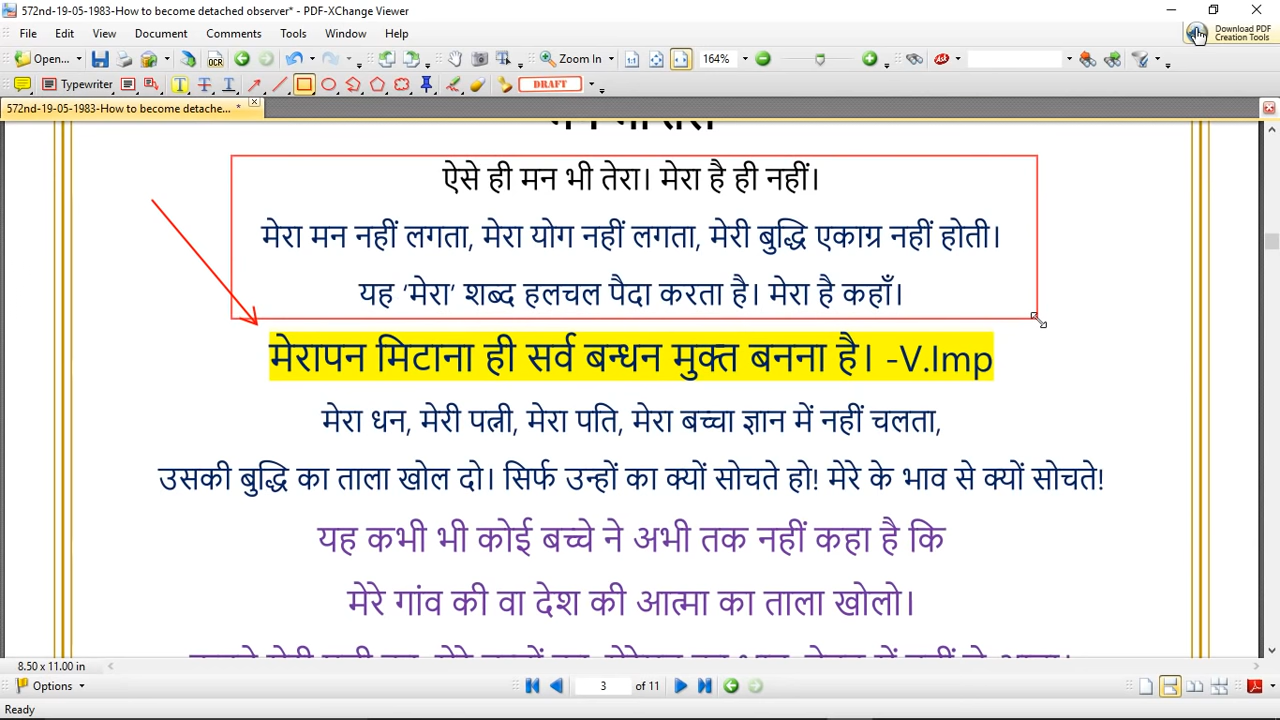 572nd-19-05-1983-How to become detached observer* - PDF-XChange Viewer
File Edit View Document Comments Tools Window Help
Download PDF
Creation Tools
Open... OCR Zoom In 164%
Typewriter DRAFT
572nd-19-05-1983-How to become detache... *
ऐसे ही मन भी तेरा। मेरा है ही नहीं।
मेरा मन नहीं लगता, मेरा योग नहीं लगता, मेरी बुद्धि एकाग्र नहीं होती।
यह ‘मेरा’ शब्द हलचल पैदा करता है। मेरा है कहाँ।
मेरापन मिटाना ही सर्व बन्धन मुक्त बनना है। -V.Imp
मेरा धन, मेरी पत्नी, मेरा पति, मेरा बच्चा ज्ञान में नहीं चलता,
उसकी बुद्धि का ताला खोल दो। सिर्फ उन्हों का क्यों सोचते हो! मेरे के भाव से क्यों सोचते!
यह कभी भी कोई बच्चे ने अभी तक नहीं कहा है कि
मेरे गांव की वा देश की आत्मा का ताला खोलो।
8.50 x 11.00 in
Options 3 of 11
Ready